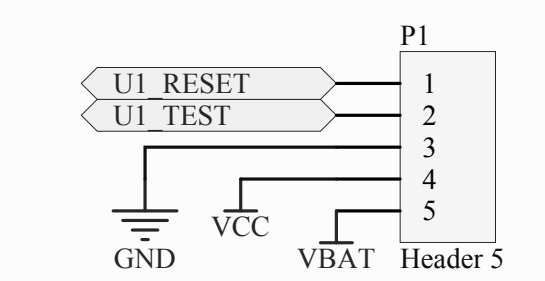 P1
U1_RESET 1
U1_TEST 2
3
4
5
VCC
GND VBAT Header 5